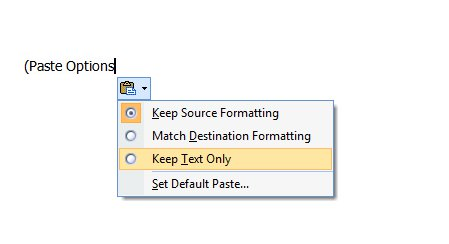 (Paste Options
Keep Source Formatting
Match Destination Formatting
Keep Text Only
Set Default Paste...